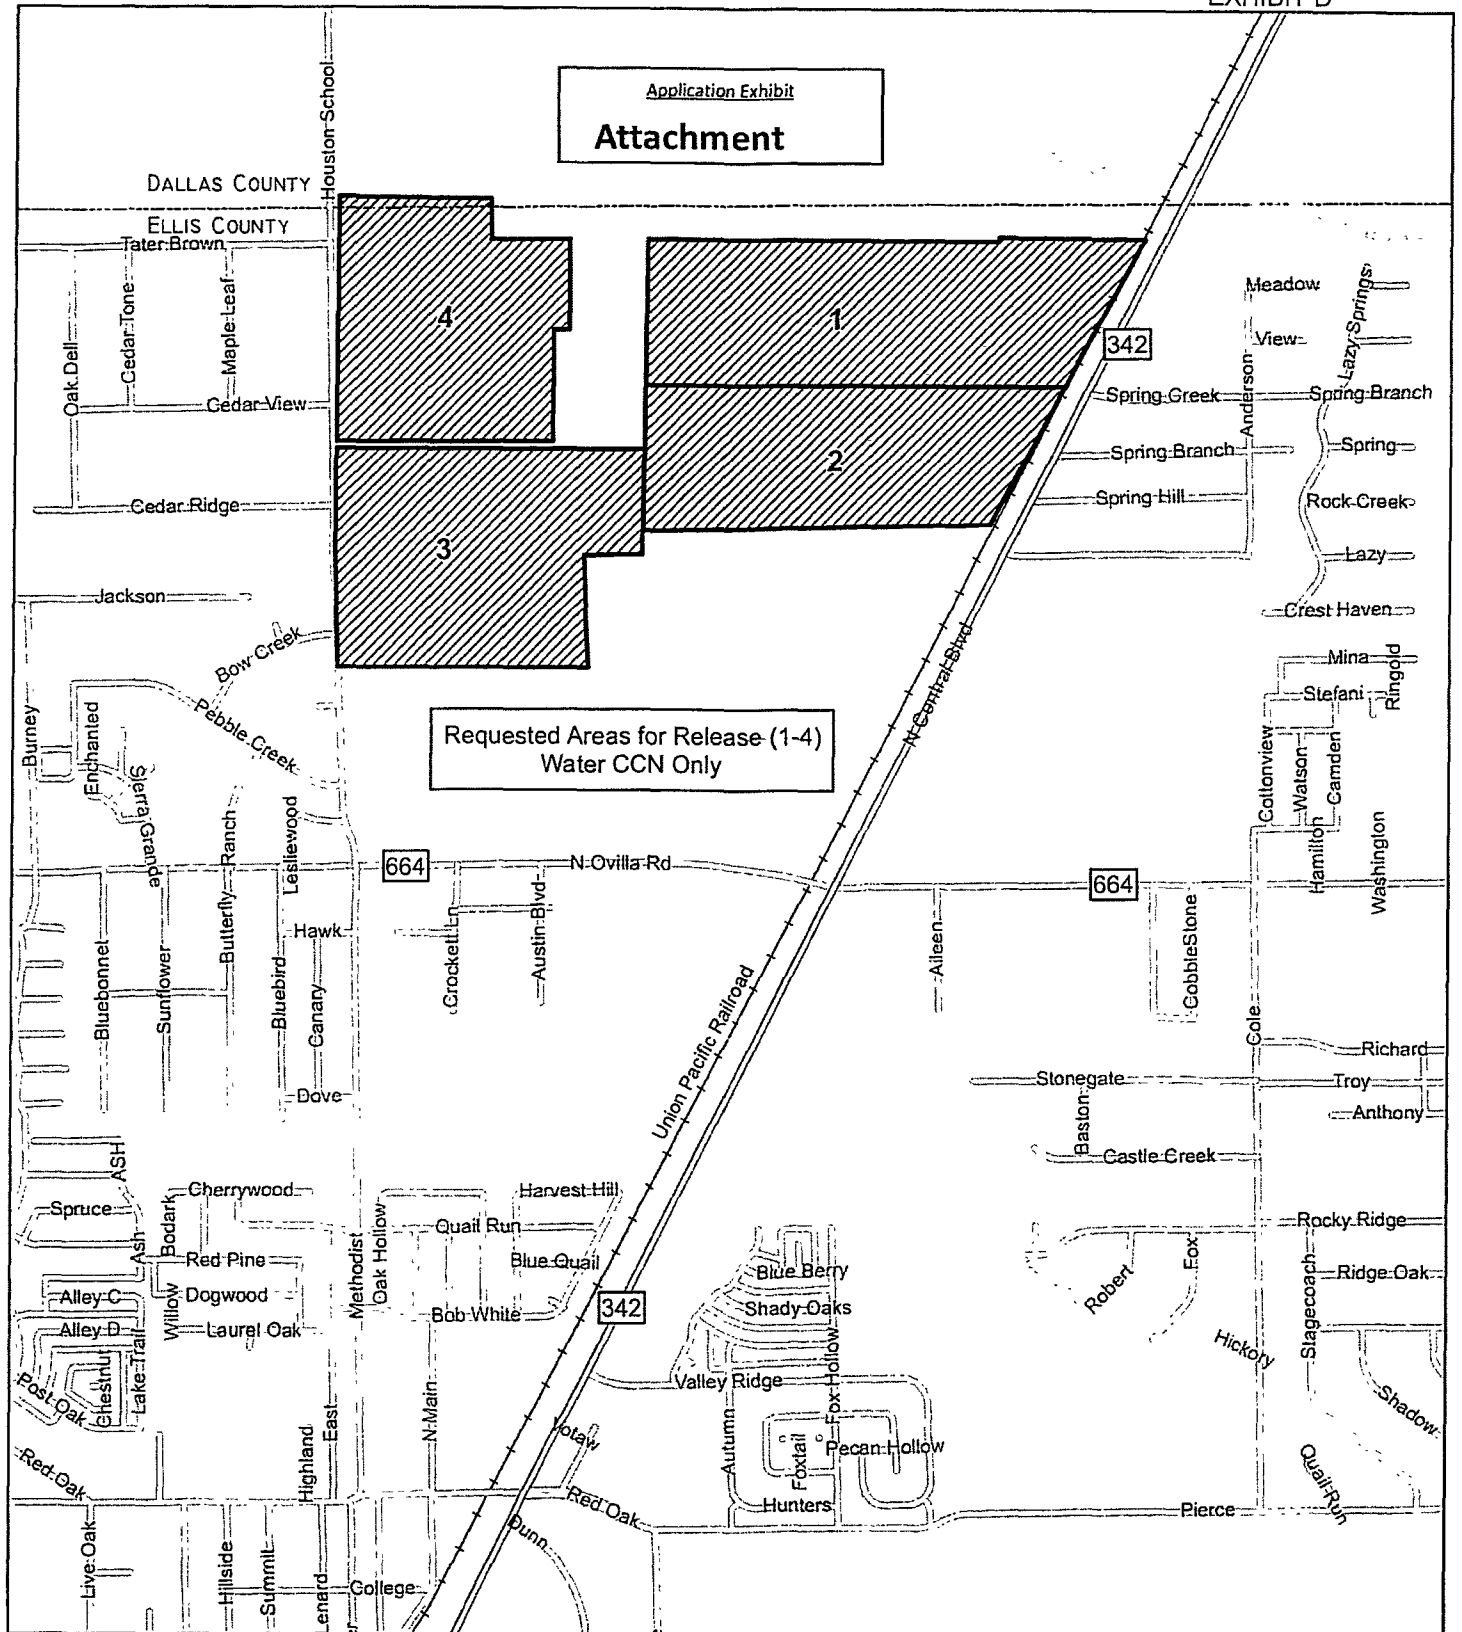 EXHIBIT B
Application Exhibit
Attachment
Houston School
DALLAS COUNTY
ELLIS COUNTY
Tater Brown
Oak Dell
Cedar Tone
Maple Leaf
Cedar View
Cedar Ridge
4
1
2
3
342
Meadow
View
Lazy Springs
Anderson
Spring Greek
Spring Branch
Spring Branch
Spring
Spring Hill
Rock Creek
Lazy
Crest Haven
Mina
Stefani
Ringold
Jackson
Bow Creek
Pebble Creek
Burney
Enchanted
Sierra Grande
Butterfly Ranch
Lesliewood
N Central Blvd
Requested Areas for Release (1-4)
Water CCN Only
Cottonview
Watson
Camden
Hamilton
Washington
664
N Ovilla Rd
664
Hawk
Bluebonnet
Sunflower
Bluebird
Canary
Dove
Crockett Ln
Austin Blvd
Aileen
CobbleStone
Cole
Union Pacific Railroad
Richard
Stonegate
Troy
Baston
Anthony
Castle Creek
ASH
Spruce
Ash
Bodark
Cherrywood
Red Pine
Willow
Dogwood
Alley C
Alley D
Laurel Oak
Lake Trail
Chestnut
Post Oak
Red Oak
Methodist
Oak Hollow
Harvest Hill
Quail Run
Blue Quail
Bob White
342
Blue Berry
Shady Oaks
Fox Hollow
Valley Ridge
Autumn
Foxtail
Pecan Hollow
Hunters
Rocky Ridge
Fox
Robert
Ridge Oak
Stagecoach
Hickory
Shadow
Quail Run
Highland
East
N Main
Votaw
Red Oak
Dunn
Pierce
Live Oak
Hillside
Summit
Lenard
College